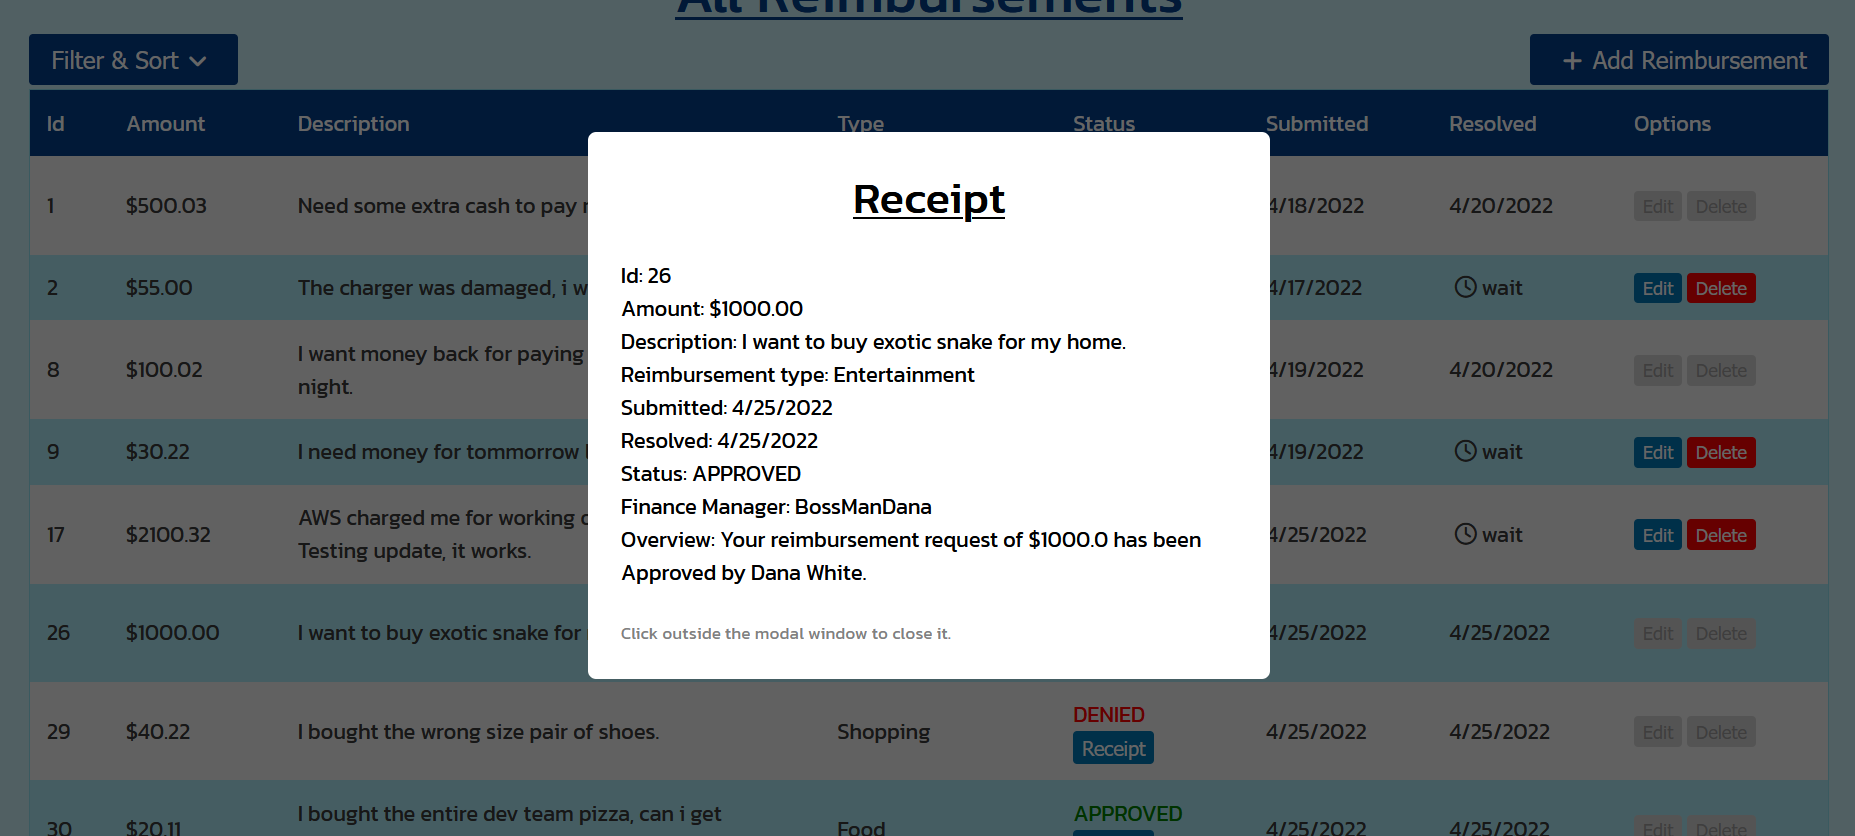 All Reimbursements
Filter & Sort
+ Add Reimbursement
Id Amount Description Type Status Submitted Resolved Options
1 $500.03 Need some extra cash to pay 4/18/2022 4/20/2022 Edit Delete
2 $55.00 The charger was damaged, i 4/17/2022 wait Edit Delete
8 $100.02 I want money back for paying 4/19/2022 4/20/2022 Edit Delete
night.
9 $30.22 I need money for tommorrow 4/19/2022 wait Edit Delete
17 $2100.32 AWS charged me for working 4/25/2022 wait Edit Delete
Testing update, it works.
26 $1000.00 I want to buy exotic snake for 4/25/2022 4/25/2022 Edit Delete
Receipt
Id: 26
Amount: $1000.00
Description: I want to buy exotic snake for my home.
Reimbursement type: Entertainment
Submitted: 4/25/2022
Resolved: 4/25/2022
Status: APPROVED
Finance Manager: BossManDana
Overview: Your reimbursement request of $1000.0 has been
Approved by Dana White.
Click outside the modal window to close it.
29 $40.22 I bought the wrong size pair of shoes. Shopping DENIED 4/25/2022 4/25/2022 Edit Delete
Receipt
30 $20.11 I bought the entire dev team pizza, can i get Food APPROVED 4/25/2022 4/25/2022 Edit Delete